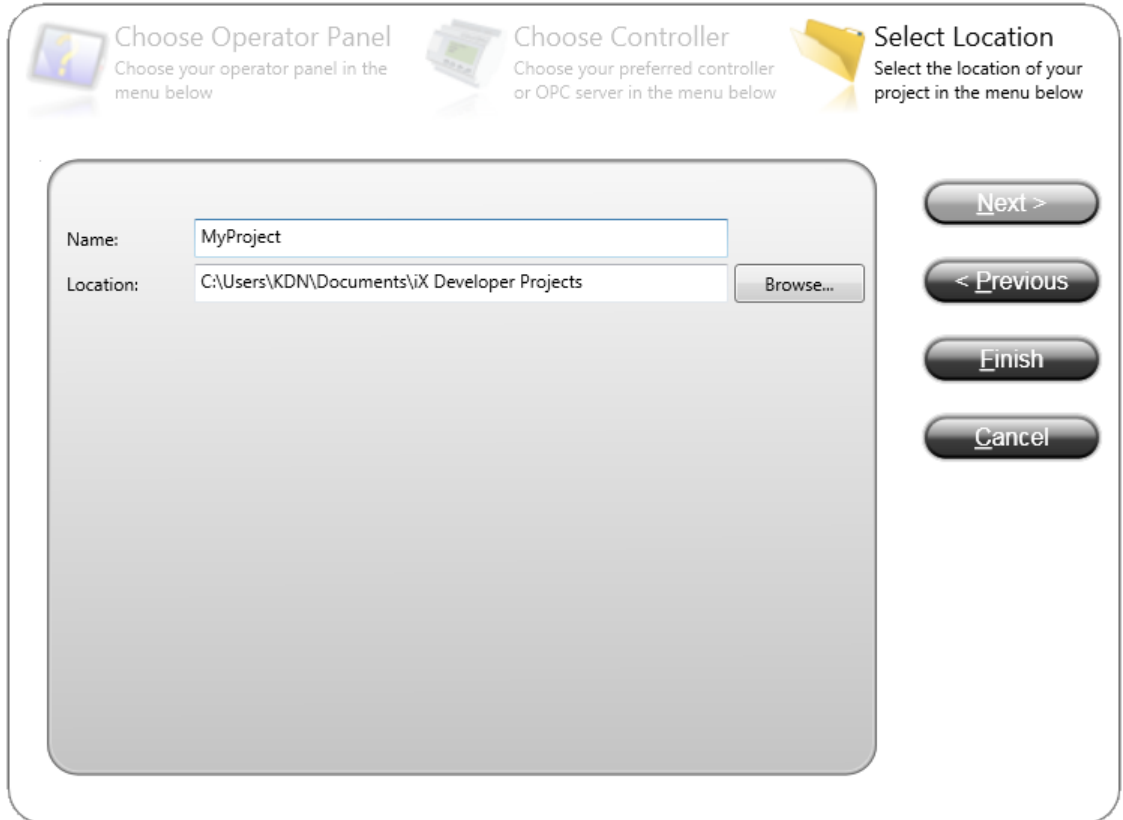 Choose Operator Panel
Choose your operator panel in the
menu below
Choose Controller
Choose your preferred controller
or OPC server in the menu below
Select Location
Select the location of your
project in the menu below
Name:
MyProject
Location:
C:\Users\KDN\Documents\iX Developer Projects
Browse...
Next >
< Previous
Finish
Cancel